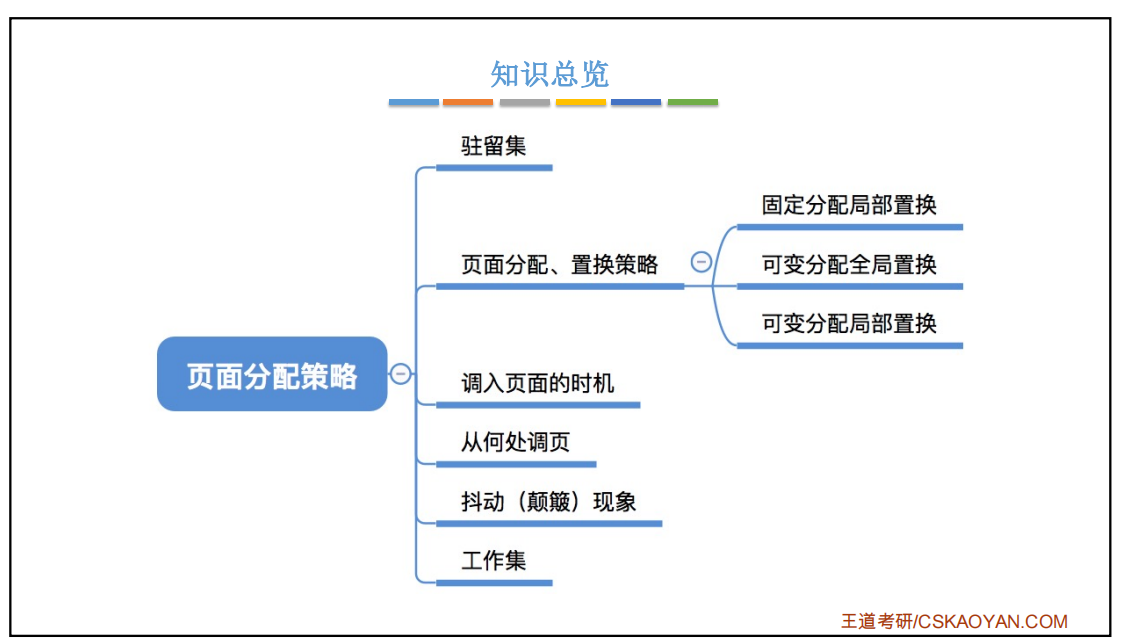 知识总览
驻留集
页面分配、置换策略
固定分配局部置换
可变分配全局置换
可变分配局部置换
页面分配策略
调入页面的时机
从何处调页
抖动（颠簸）现象
工作集
王道考研/CSKAOYAN.COM